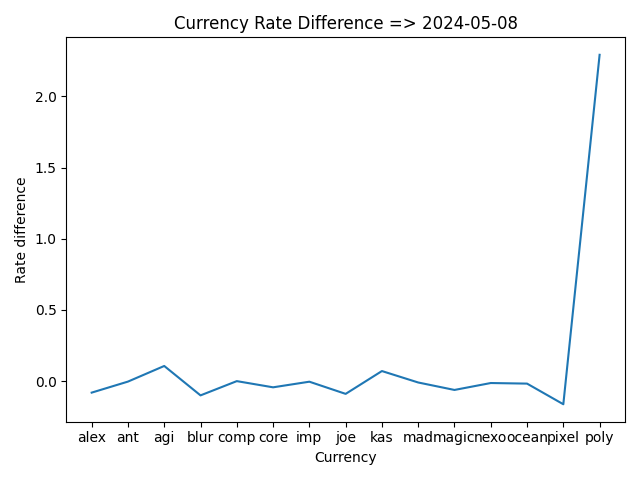 Currency Rate Difference => 2024-05-08
Rate difference
2.0
1.5
1.0
0.5
0.0
alex ant agi blur comp core imp joe kas mad magic nexo ocean pixel poly
Currency